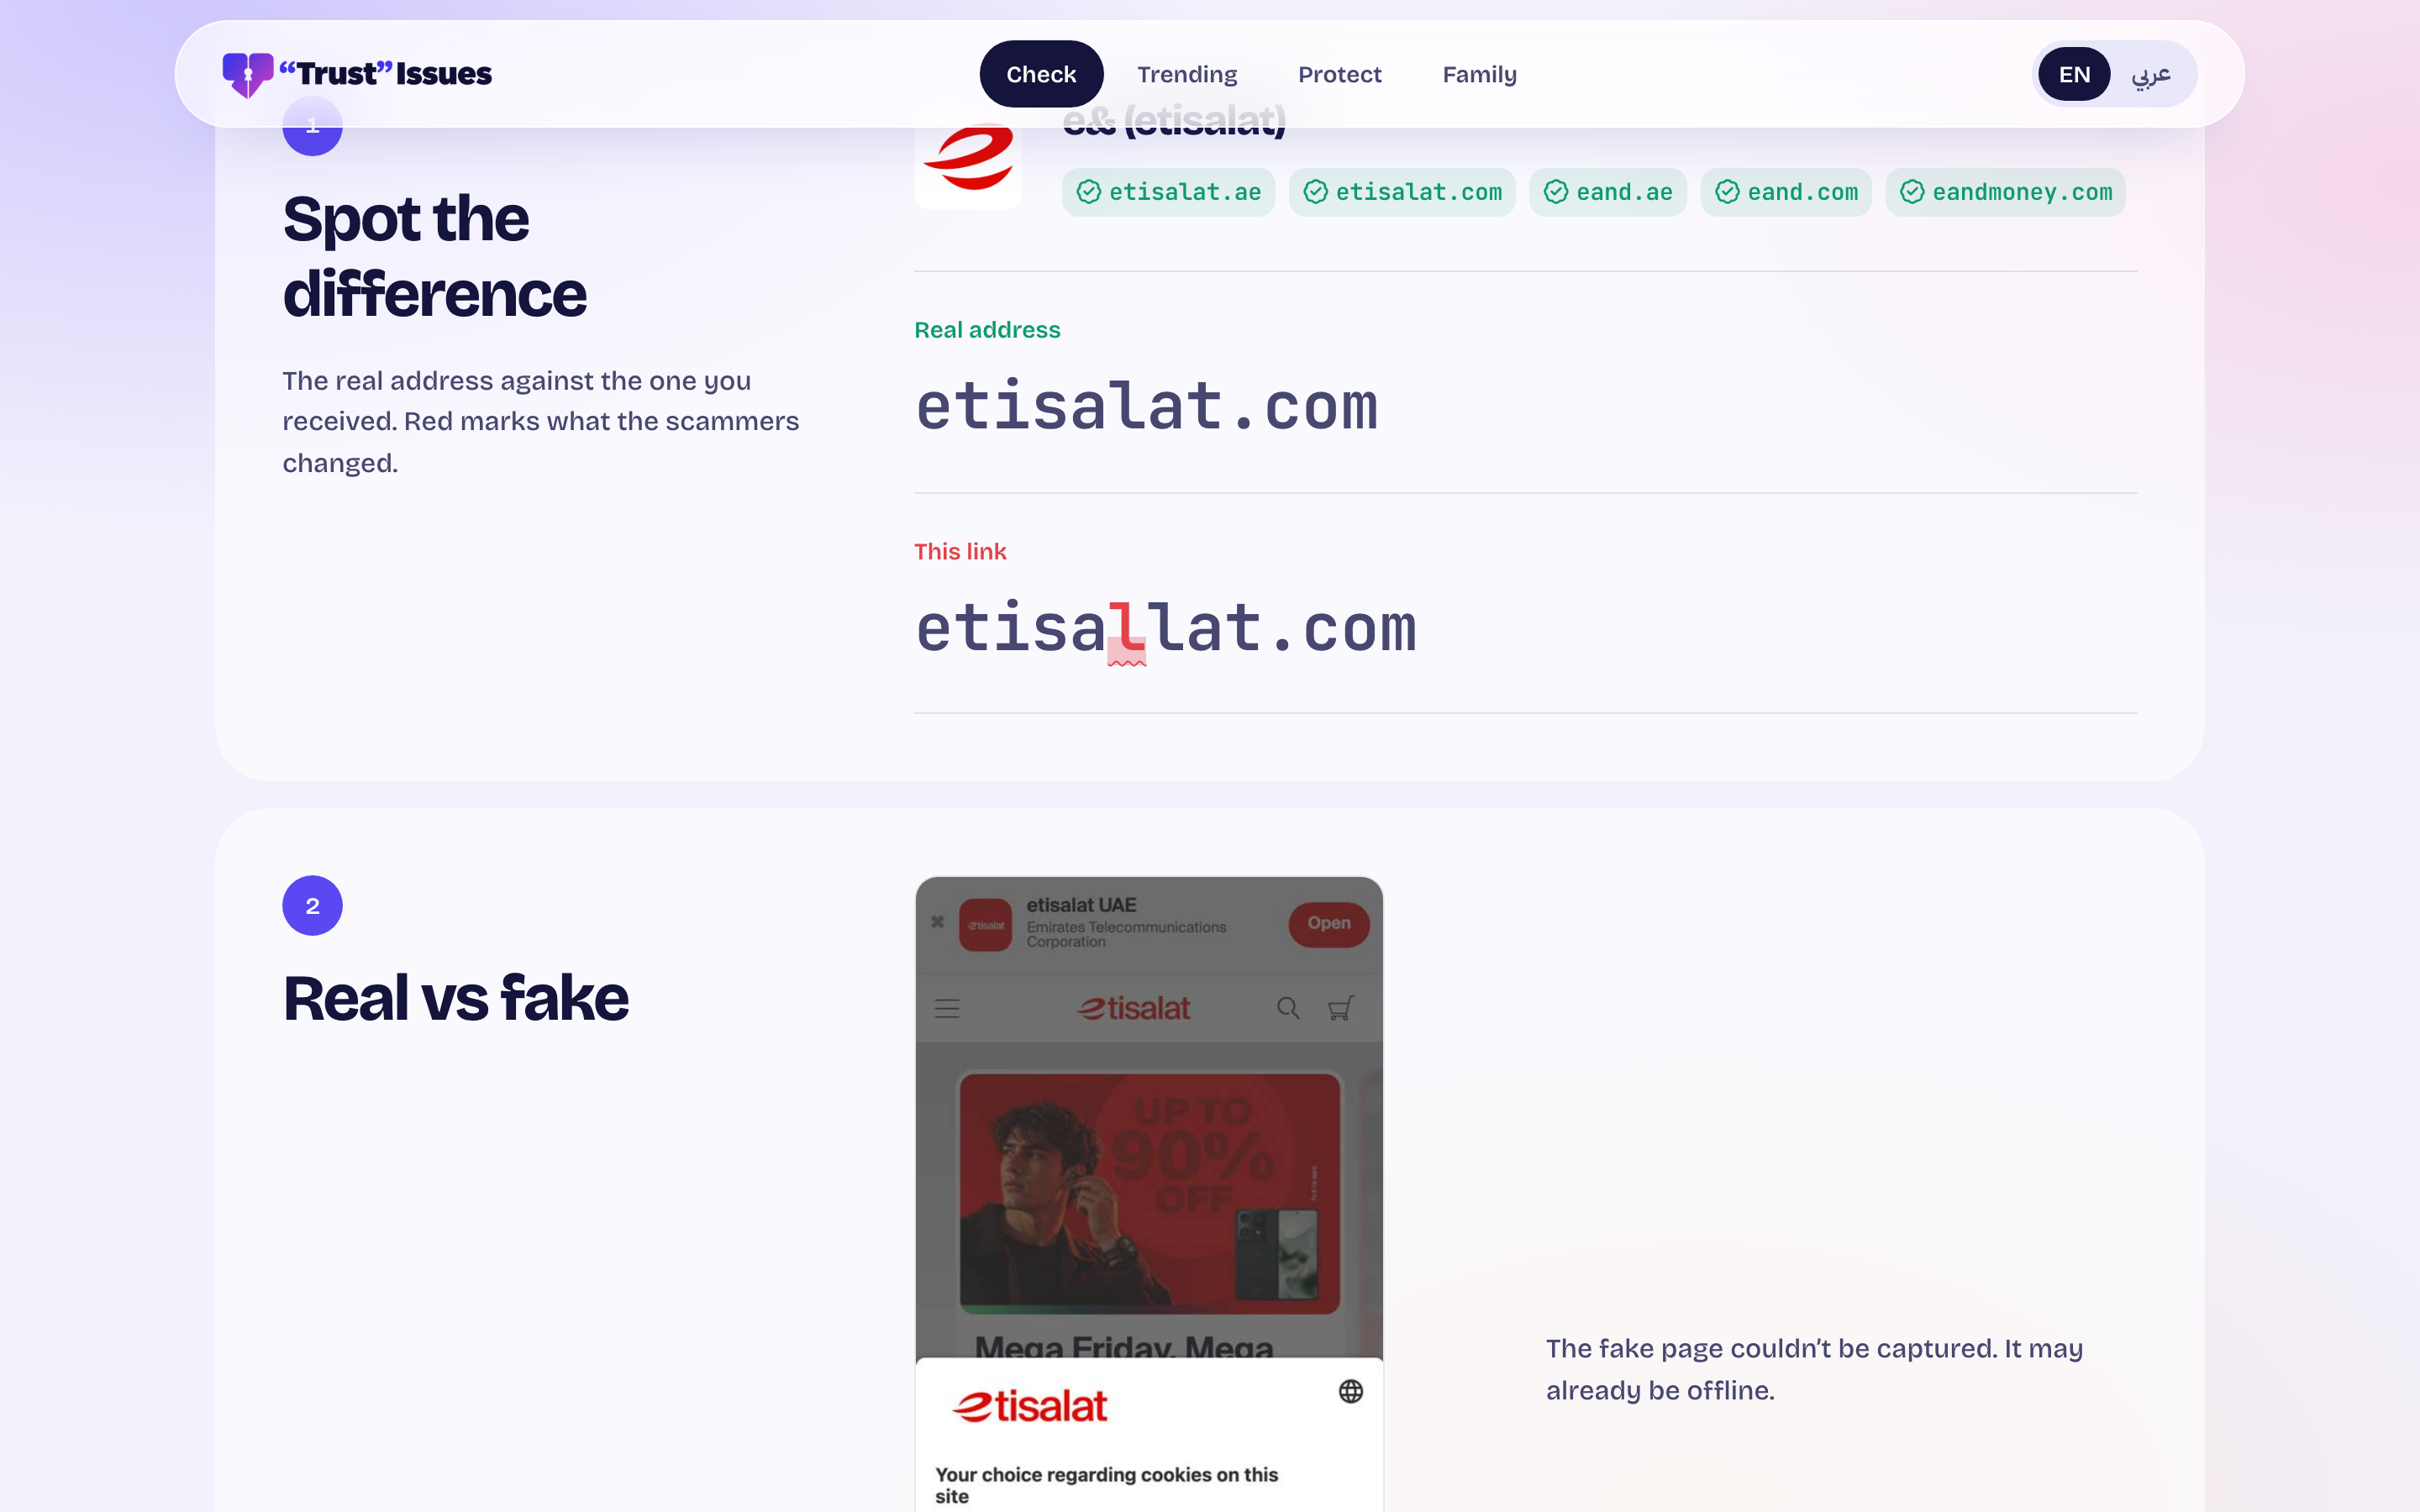 “Trust” Issues
Check
Trending
Protect
Family
EN
عربي
1
Spot the
difference
The real address against the one you
received. Red marks what the scammers
changed.
e& (etisalat)
etisalat.ae
etisalat.com
eand.ae
eand.com
eandmoney.com
Real address
etisalat.com
This link
etisallat.com
2
Real vs fake
etisalat
etisalat UAE
Emirates Telecommunications
Corporation
Open
etisalat
UP TO
90%
OFF
Mega Friday, Mega
etisalat
Your choice regarding cookies on this
site
The fake page couldn’t be captured. It may
already be offline.